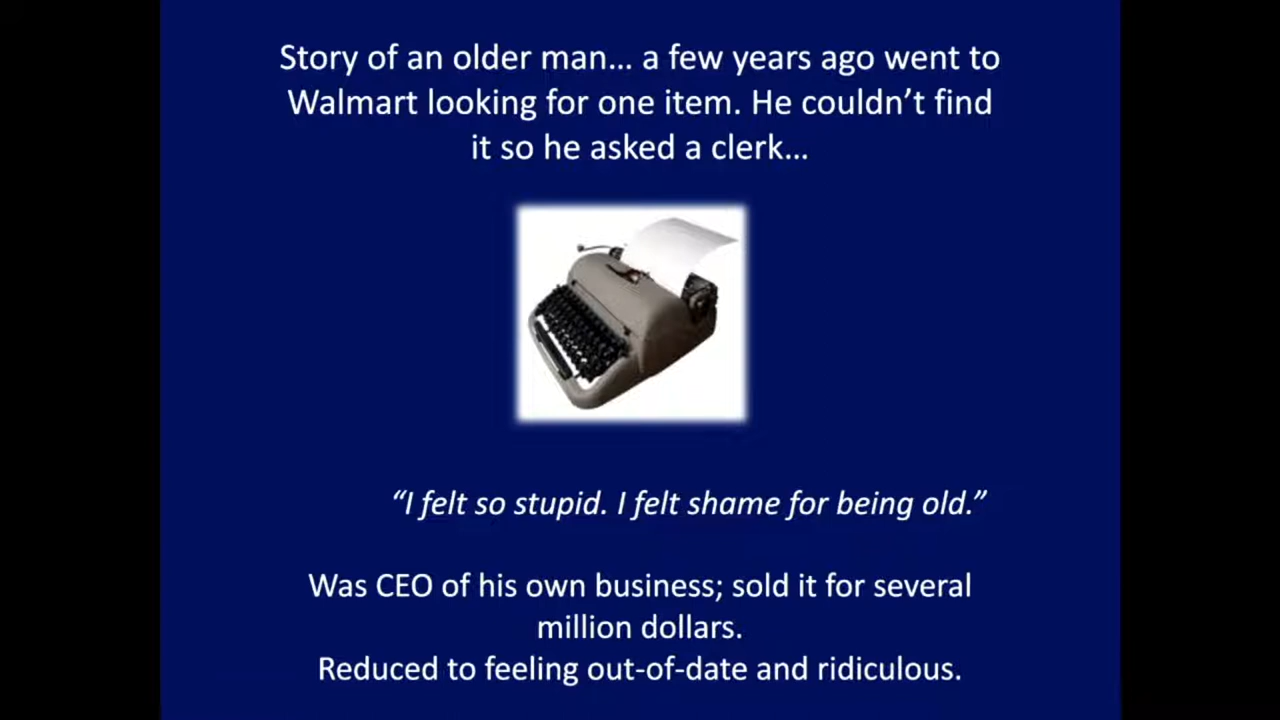 Story of an older man... a few years ago went to
Walmart looking for one item. He couldn’t find
it so he asked a clerk...
“I felt so stupid. I felt shame for being old.”
Was CEO of his own business; sold it for several
million dollars.
Reduced to feeling out-of-date and ridiculous.